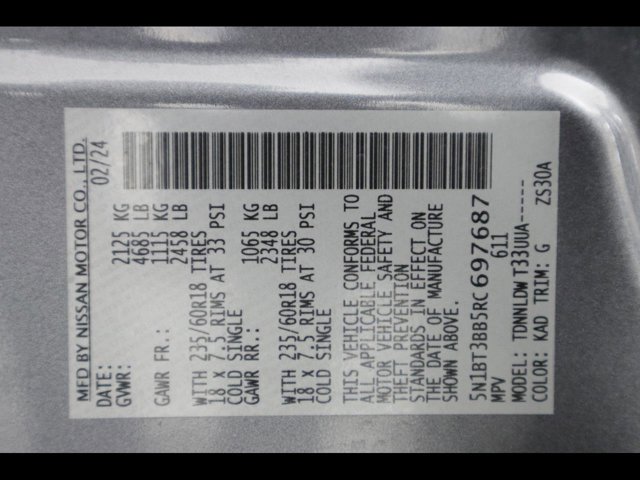 MFD BY NISSAN MOTOR CO., LTD.
DATE: 02/24
GVWR: 2125 KG
4685 LB
GAWR FR.: 1115 KG
2458 LB
WITH 235/60R18 TIRES
18 X 7.5 RIMS AT 33 PSI
COLD SINGLE
GAWR RR.: 1065 KG
2348 LB
WITH 235/60R18 TIRES
18 X 7.5 RIMS AT 30 PSI
COLD SINGLE
THIS VEHICLE CONFORMS TO
ALL APPLICABLE FEDERAL
MOTOR VEHICLE SAFETY AND
THEFT PREVENTION
STANDARDS IN EFFECT ON
THE DATE OF MANUFACTURE
SHOWN ABOVE.
5N1BT3BB5RC697687
MPV 611
MODEL: TDNNLDWT33UUA-----
COLOR: KAD TRIM: G ZS30A